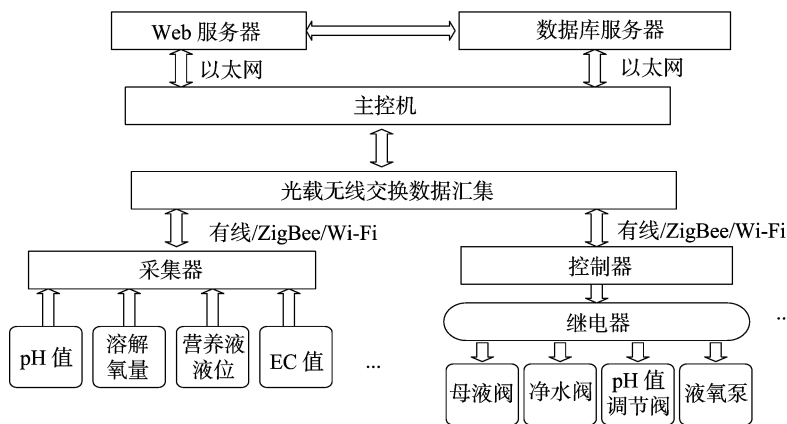 Web 服务器
数据库服务器
以太网
以太网
主控机
光载无线交换数据汇集
有线/ZigBee/Wi-Fi
有线/ZigBee/Wi-Fi
采集器
控制器
继电器
..
pH 值
溶解
氧量
营养液
液位
EC 值
...
母液阀
净水阀
pH 值
调节阀
液氧泵